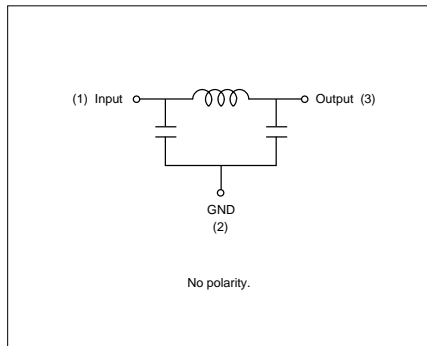 (1) Input Output (3)
GND
(2)
No polarity.